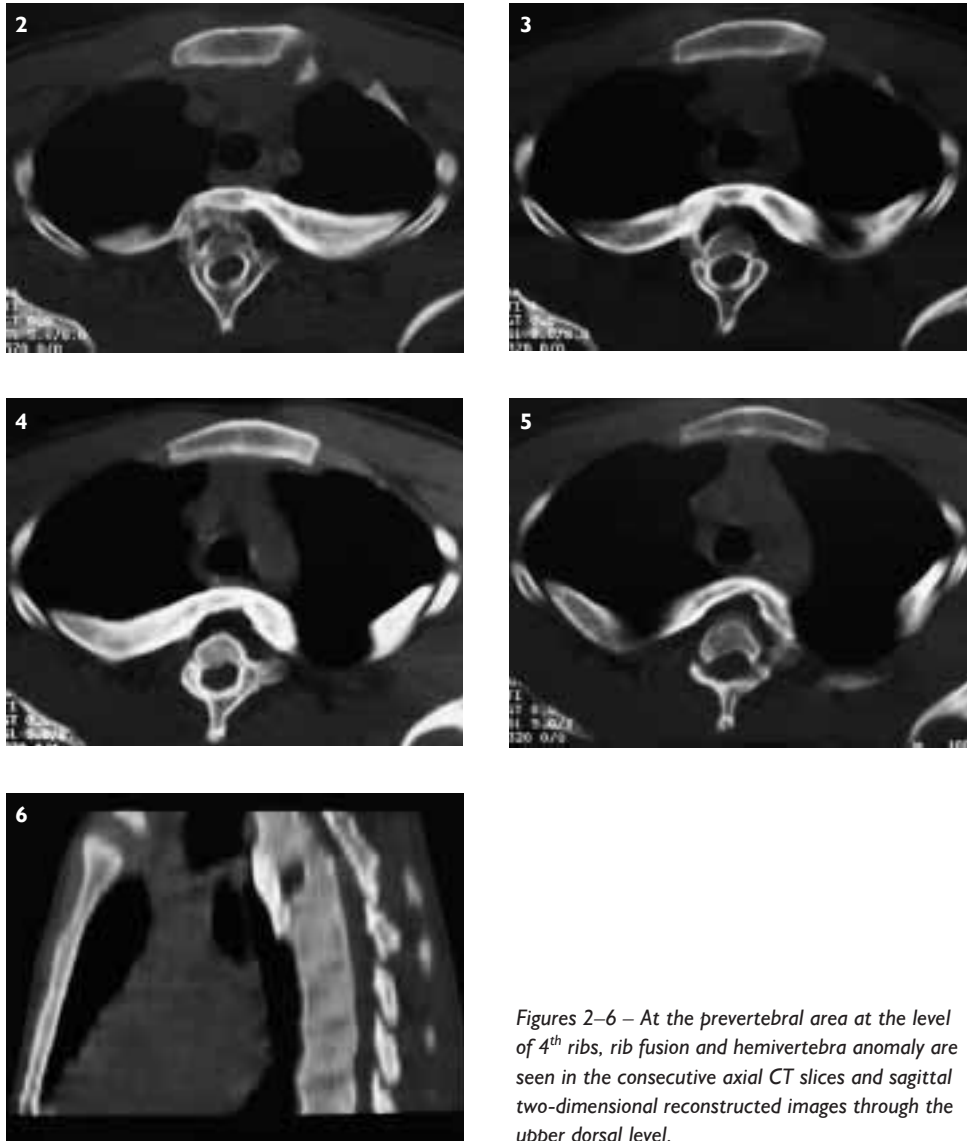 2
3
4
5
6
Figures 2–6 – At the prevertebral area at the level
of 4th ribs, rib fusion and hemivertebra anomaly are
seen in the consecutive axial CT slices and sagittal
two-dimensional reconstructed images through the
upper dorsal level.